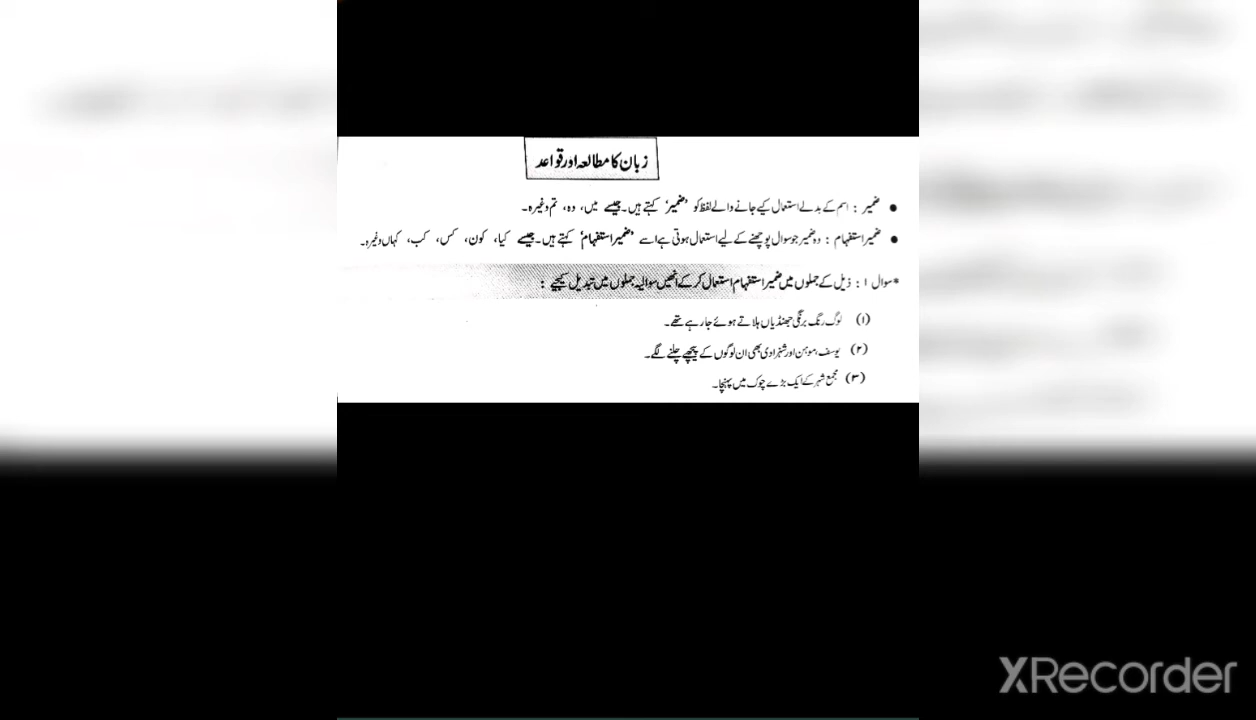 زبان کا مطالعہ اور قواعد
● ضمیر : اسم کے بدلے استعمال کیے جانے والے لفظ کو ’ضمیر‘ کہتے ہیں۔ جیسے میں، وہ، تم وغیرہ۔
● ضمیر استفہام : وہ ضمیر جو سوال پوچھنے کے لیے استعمال ہوتی ہے اسے ’ضمیر استفہام‘ کہتے ہیں۔ جیسے کیا، کون، کس، کب، کہاں وغیرہ۔
*سوال ۱ : ذیل کے جملوں میں ضمیر استفہام استعمال کر کے انھیں سوالیہ جملوں میں تبدیل کیجیے :
(۱) لوگ رنگ برنگی جھنڈیاں ہلاتے ہوئے جا رہے تھے۔
(۲) یوسف، موہن اور شہزادی بھی ان لوگوں کے پیچھے چلنے لگے۔
(۳) مجمع شہر کے ایک بڑے چوک میں پہنچا۔
XRecorder